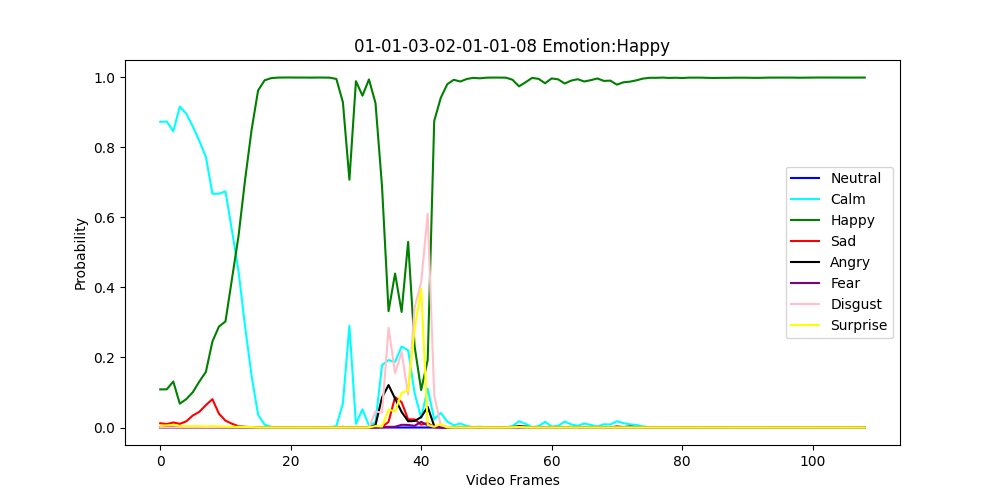 01-01-03-02-01-01-08 Emotion:Happy
1.0
0.8
0.6
0.4
0.2
0.0
Probability
Neutral
Calm
Happy
Sad
Angry
Fear
Disgust
Surprise
0 20 40 60 80 100
Video Frames